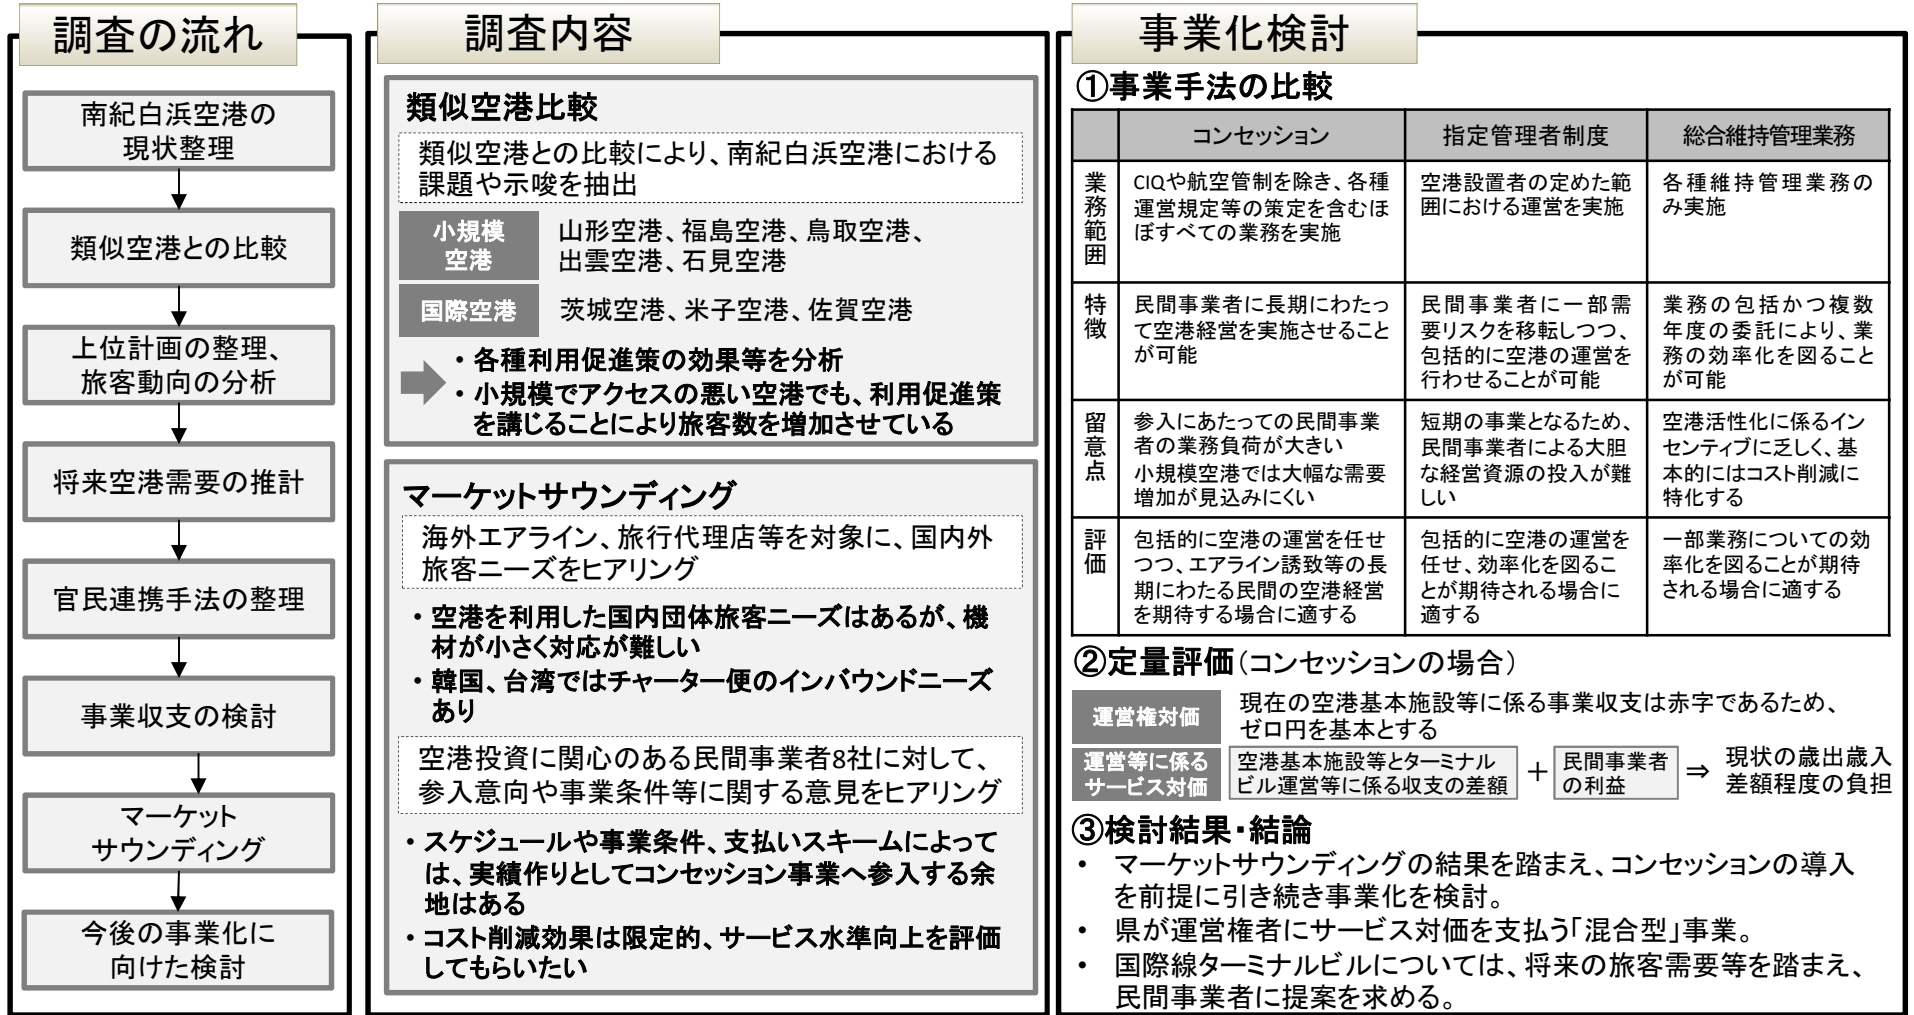 調査の流れ
南紀白浜空港の
現状整理
類似空港との比較
上位計画の整理、
旅客動向の分析
将来空港需要の推計
官民連携手法の整理
事業収支の検討
マーケット
サウンディング
今後の事業化に
向けた検討
調査内容
類似空港比較
類似空港との比較により、南紀白浜空港における
課題や示唆を抽出
小規模
空港
山形空港、福島空港、鳥取空港、
出雲空港、石見空港
国際空港
茨城空港、米子空港、佐賀空港
・各種利用促進策の効果等を分析
・小規模でアクセスの悪い空港でも、利用促進策
を講じることにより旅客数を増加させている
マーケットサウンディング
海外エアライン、旅行代理店等を対象に、国内外
旅客ニーズをヒアリング
・空港を利用した国内団体旅客ニーズはあるが、機
材が小さく対応が難しい
・韓国、台湾ではチャーター便のインバウンドニーズ
あり
空港投資に関心のある民間事業者8社に対して、
参入意向や事業条件等に関する意見をヒアリング
・スケジュールや事業条件、支払いスキームによって
は、実績作りとしてコンセッション事業へ参入する余
地はある
・コスト削減効果は限定的、サービス水準向上を評価
してもらいたい
事業化検討
①事業手法の比較
コンセッション
指定管理者制度
総合維持管理業務
業務範囲
CIQや航空管制を除き、各種
運営規定等の策定を含むほ
ぼすべての業務を実施
空港設置者の定めた範
囲における運営を実施
各種維持管理業務の
み実施
特徴
民間事業者に長期にわたっ
て空港経営を実施させること
が可能
民間事業者に一部需
要リスクを移転しつつ、
包括的に空港の運営を
行わせることが可能
業務の包括かつ複数
年度の委託により、業
務の効率化を図ること
が可能
留意点
参入にあたっての民間事業
者の業務負荷が大きい
小規模空港では大幅な需要
増加が見込みにくい
短期の事業となるため、
民間事業者による大胆
な経営資源の投入が難
しい
空港活性化に係るイン
センティブに乏しく、基
本的にはコスト削減に
特化する
評価
包括的に空港の運営を任せ
つつ、エアライン誘致等の長
期にわたる民間の空港経営
を期待する場合に適する
包括的に空港の運営を
任せ、効率化を図るこ
とが期待される場合に
適する
一部業務についての効
率化を図ることが期待
される場合に適する
②定量評価(コンセッションの場合)
運営権対価
現在の空港基本施設等に係る事業収支は赤字であるため、
ゼロ円を基本とする
運営等に係る
サービス対価
空港基本施設等とターミナル
ビル運営等に係る収支の差額
＋
民間事業者
の利益
⇒
現状の歳出歳入
差額程度の負担
③検討結果・結論
• マーケットサウンディングの結果を踏まえ、コンセッションの導入
を前提に引き続き事業化を検討。
• 県が運営権者にサービス対価を支払う「混合型」事業。
• 国際線ターミナルビルについては、将来の旅客需要等を踏まえ、
民間事業者に提案を求める。